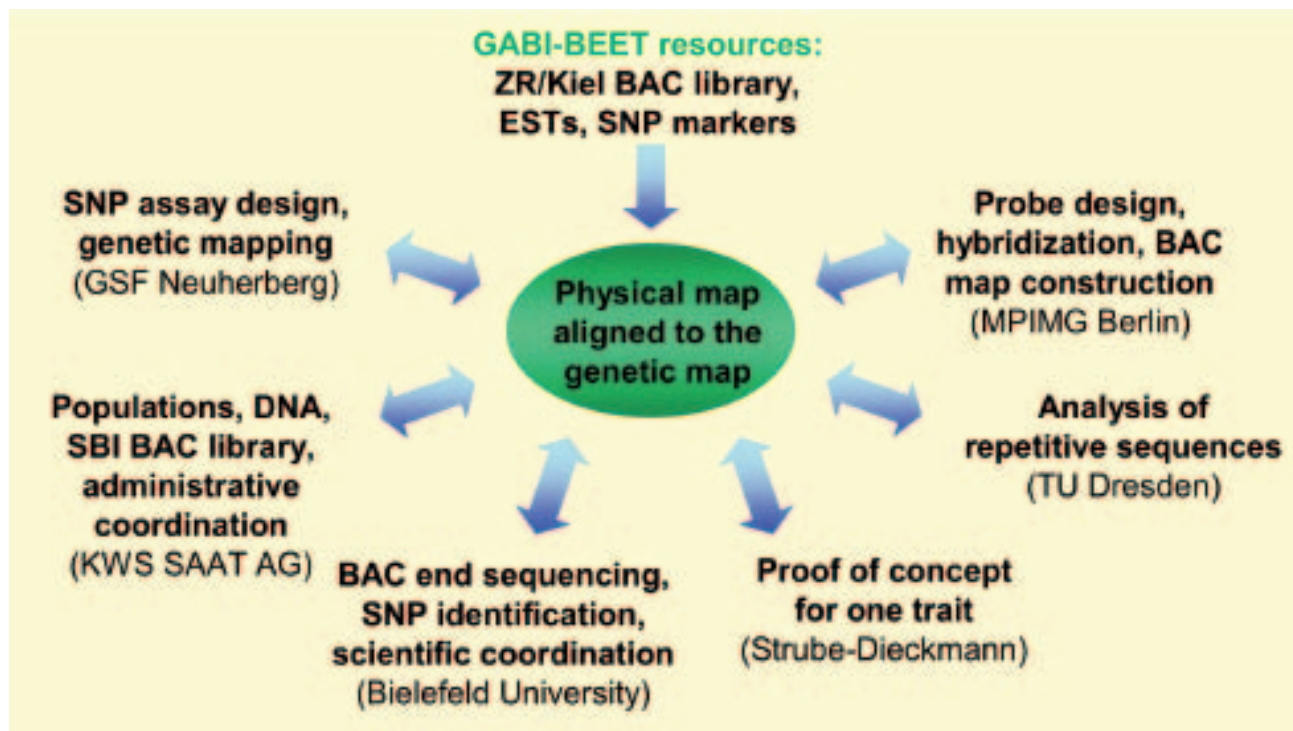 GABI-BEET resources:
ZR/Kiel BAC library,
ESTs, SNP markers
SNP assay design,
genetic mapping
(GSF Neuherberg)
Probe design,
hybridization, BAC
map construction
(MPIMG Berlin)
Physical map
aligned to the
genetic map
Populations, DNA,
SBI BAC library,
administrative
coordination
(KWS SAAT AG)
Analysis of
repetitive sequences
(TU Dresden)
BAC end sequencing,
SNP identification,
scientific coordination
(Bielefeld University)
Proof of concept
for one trait
(Strube-Dieckmann)